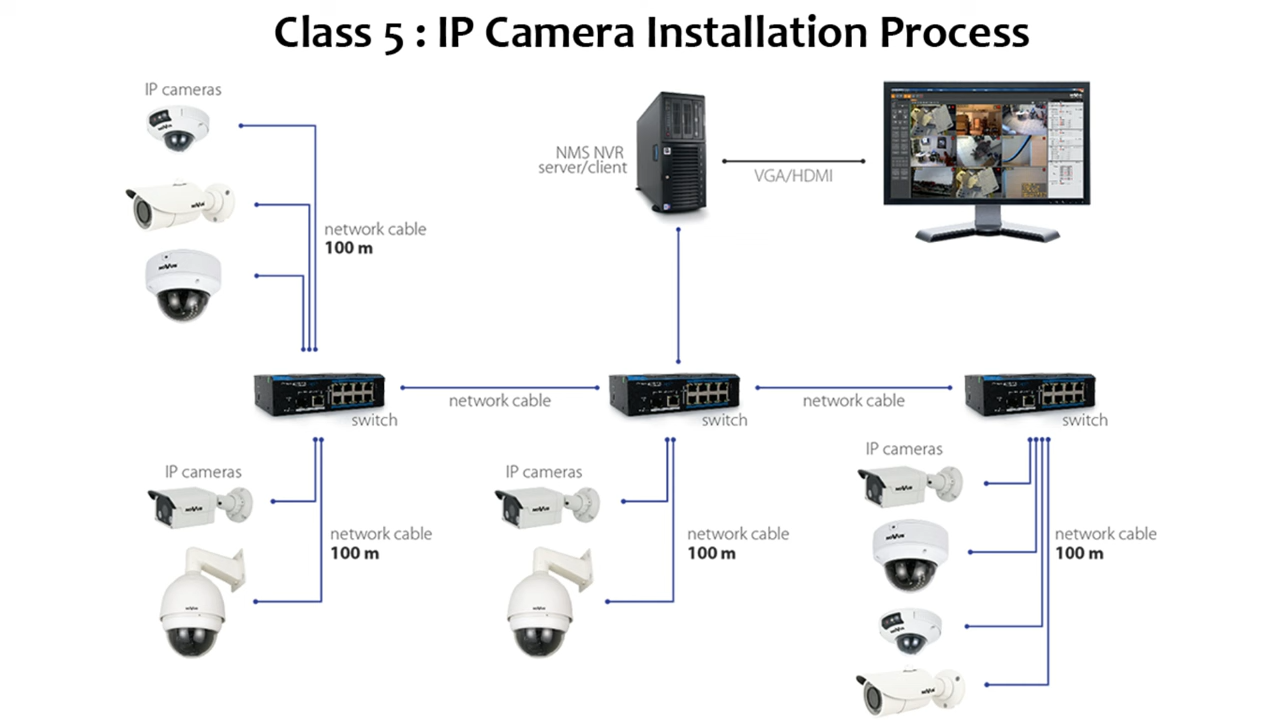 Class 5 : IP Camera Installation Process
IP cameras
NMS NVR
server/client
VGA/HDMI
network cable
100 m
switch
network cable
switch
network cable
switch
IP cameras
network cable
100 m
IP cameras
network cable
100 m
IP cameras
network cable
100 m